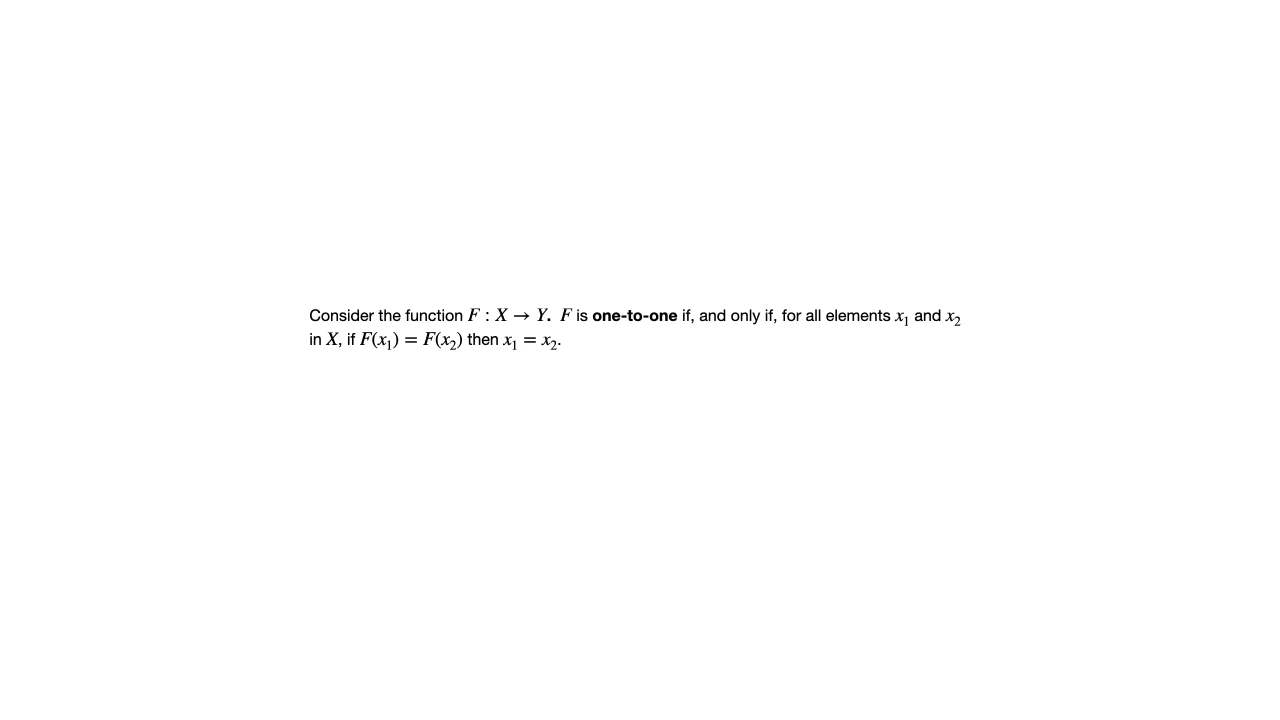 Consider the function F : X → Y. F is one-to-one if, and only if, for all elements x₁ and x₂
in X, if F(x₁) = F(x₂) then x₁ = x₂.